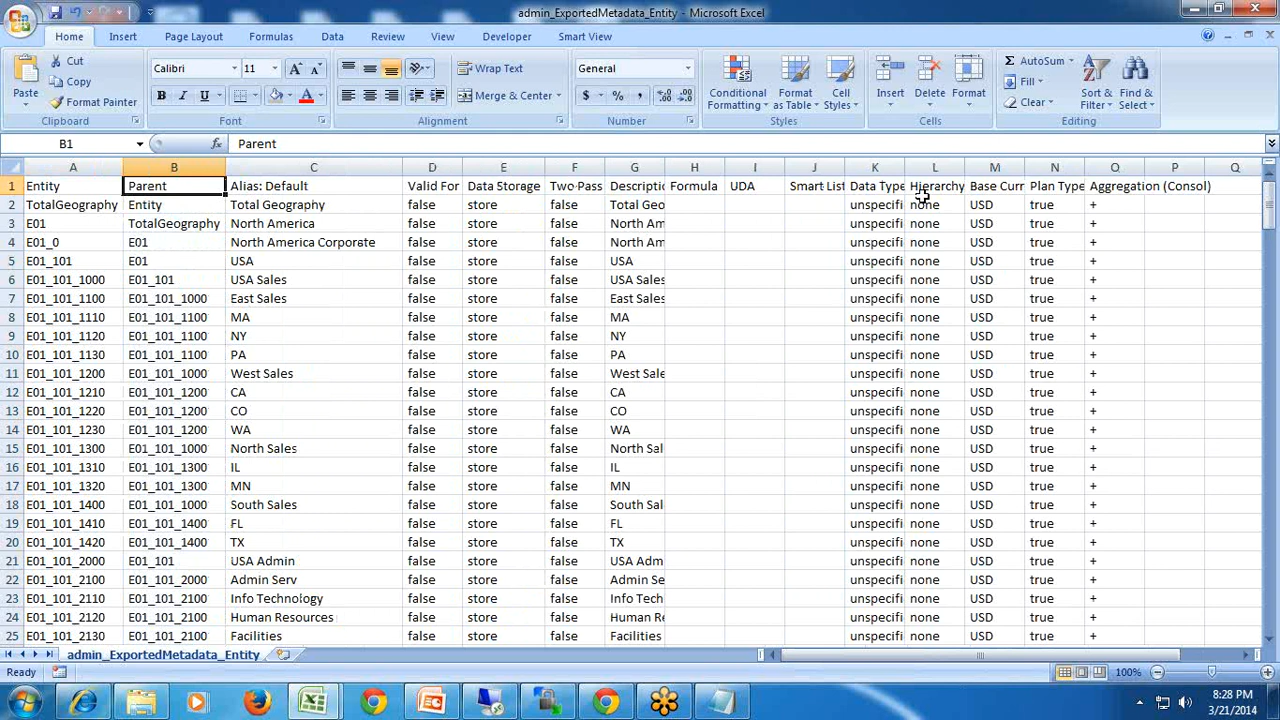 admin_ExportedMetadata_Entity - Microsoft Excel
Home Insert Page Layout Formulas Data Review View Developer Smart View
Cut
Copy
Format Painter
Paste
Clipboard
Calibri 11
Font
Wrap Text
Merge & Center
Alignment
General
Number
Conditional Formatting
Format as Table
Cell Styles
Styles
Insert Delete Format
Cells
AutoSum
Fill
Clear
Sort & Filter
Find & Select
Editing
B1 fx Parent
A B C D E F G H I J K L M N O P Q
1 Entity Parent Alias: Default Valid For Data Storage Two Pass Descriptic Formula UDA Smart List Data Type Hierarchy Base Curr Plan Type Aggregation (Consol)
2 TotalGeography Entity Total Geography false store false Total Geo unspecifi none USD true +
3 E01 TotalGeography North America false store false North Am unspecifi none USD true +
4 E01_0 E01 North America Corporate false store false North Am unspecifi none USD true +
5 E01_101 E01 USA false store false USA unspecifi none USD true +
6 E01_101_1000 E01_101 USA Sales false store false USA Sales unspecifi none USD true +
7 E01_101_1100 E01_101_1000 East Sales false store false East Sales unspecifi none USD true +
8 E01_101_1110 E01_101_1100 MA false store false MA unspecifi none USD true +
9 E01_101_1120 E01_101_1100 NY false store false NY unspecifi none USD true +
10 E01_101_1130 E01_101_1100 PA false store false PA unspecifi none USD true +
11 E01_101_1200 E01_101_1000 West Sales false store false West Sale unspecifi none USD true +
12 E01_101_1210 E01_101_1200 CA false store false CA unspecifi none USD true +
13 E01_101_1220 E01_101_1200 CO false store false CO unspecifi none USD true +
14 E01_101_1230 E01_101_1200 WA false store false WA unspecifi none USD true +
15 E01_101_1300 E01_101_1000 North Sales false store false North Sal unspecifi none USD true +
16 E01_101_1310 E01_101_1300 IL false store false IL unspecifi none USD true +
17 E01_101_1320 E01_101_1300 MN false store false MN unspecifi none USD true +
18 E01_101_1400 E01_101_1000 South Sales false store false South Sal unspecifi none USD true +
19 E01_101_1410 E01_101_1400 FL false store false FL unspecifi none USD true +
20 E01_101_1420 E01_101_1400 TX false store false TX unspecifi none USD true +
21 E01_101_2000 E01_101 USA Admin false store false USA Adm unspecifi none USD true +
22 E01_101_2100 E01_101_2000 Admin Serv false store false Admin Se unspecifi none USD true +
23 E01_101_2110 E01_101_2100 Info Technology false store false Info Tech unspecifi none USD true +
24 E01_101_2120 E01_101_2100 Human Resources false store false Human Re unspecifi none USD true +
25 E01_101_2130 E01_101_2100 Facilities false store false Facilities unspecifi none USD true +
admin_ExportedMetadata_Entity
Ready 100%
8:28 PM
3/21/2014